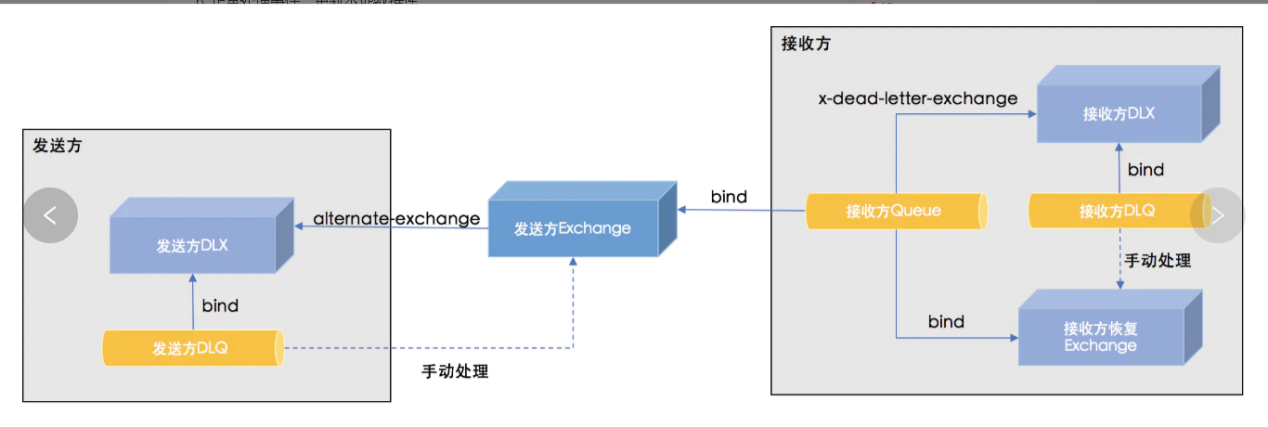 发送方
接收方
x-dead-letter-exchange
接收方DLX
bind
alternate-exchange
发送方Exchange
bind
接收方Queue
接收方DLQ
发送方DLX
手动处理
bind
发送方DLQ
手动处理
bind
接收方恢复
Exchange